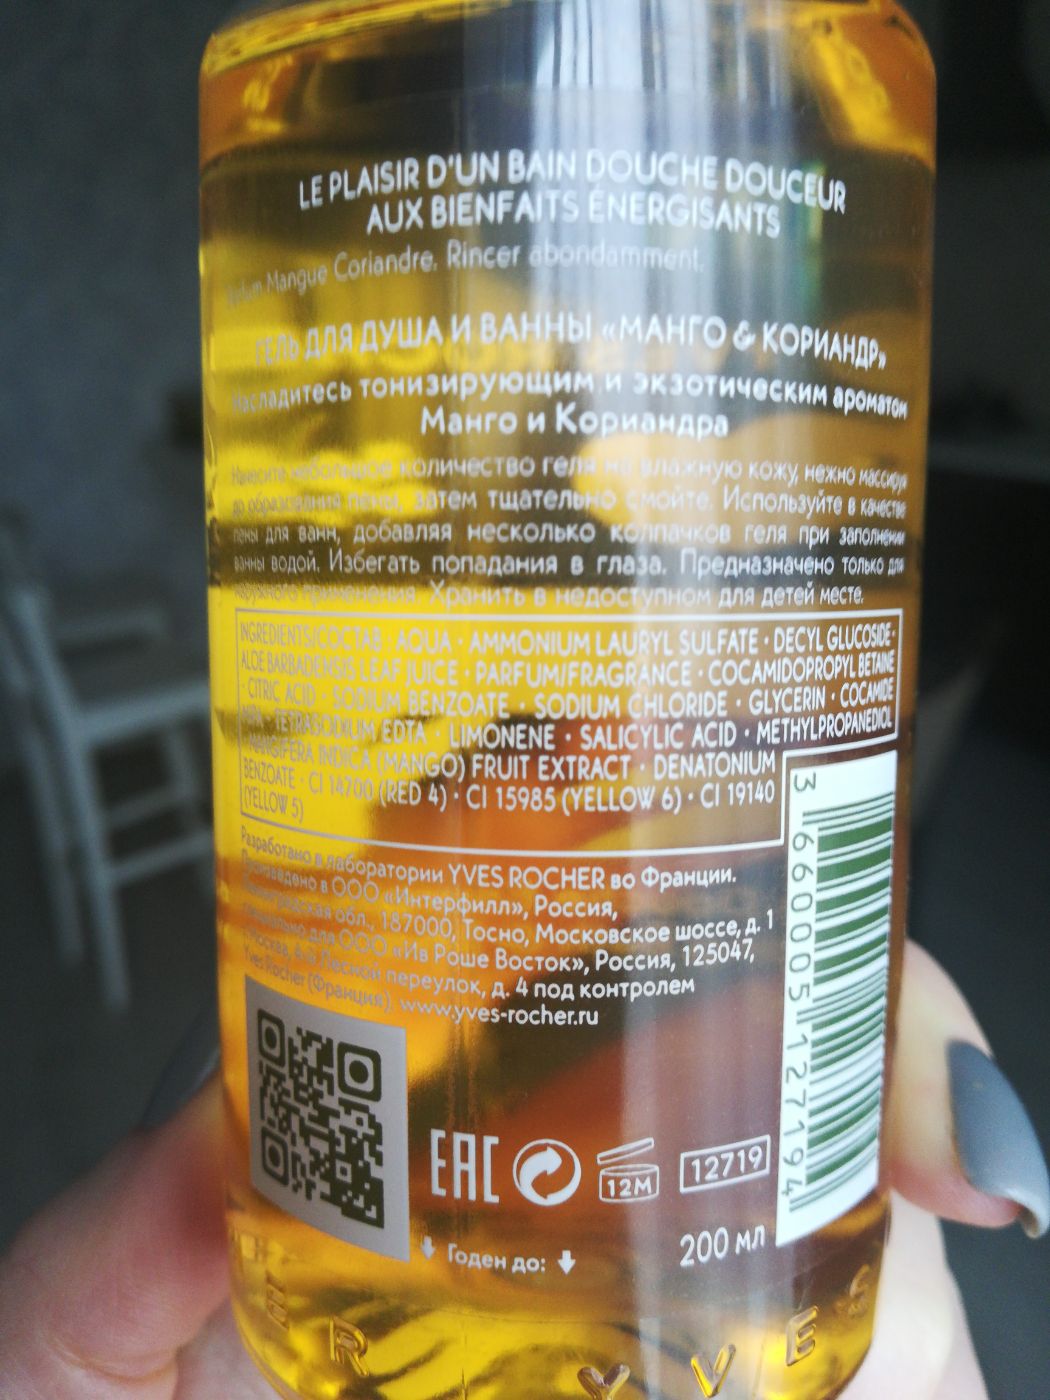 LE PLAISIR D'UN BAIN DOUCHE DOUCEUR
AUX BIENFAITS ÉNERGISANTS
Parfum Mangue Coriandre. Rincer abondamment.
ГЕЛЬ ДЛЯ ДУША И ВАННЫ «МАНГО & КОРИАНДР»
Насладитесь тонизирующим и экзотическим ароматом
Манго и Кориандра
Нанесите небольшое количество геля на влажную кожу, нежно массируя
до образования пены, затем тщательно смойте. Используйте в качестве
пены для ванн, добавляя несколько колпачков геля при заполнении
ванны водой. Избегать попадания в глаза. Предназначено только для
наружного применения. Хранить в недоступном для детей месте.
INGREDIENTS/СОСТАВ : AQUA · AMMONIUM LAURYL SULFATE · DECYL GLUCOSIDE ·
ALOE BARBADENSIS LEAF JUICE · PARFUM/FRAGRANCE · COCAMIDOPROPYL BETAINE
· CITRIC ACID · SODIUM BENZOATE · SODIUM CHLORIDE · GLYCERIN · COCAMIDE
MIPA · TETRASODIUM EDTA · LIMONENE · SALICYLIC ACID · METHYLPROPANEDIOL
· MANGIFERA INDICA (MANGO) FRUIT EXTRACT · DENATONIUM
BENZOATE · CI 14700 (RED 4) · CI 15985 (YELLOW 6) · CI 19140
(YELLOW 5)
Разработано в лаборатории YVES ROCHER во Франции.
Произведено в ООО «Интерфилл», Россия,
Ленинградская обл., 187000, Тосно, Московское шоссе, д. 1
специально для ООО «Ив Роше Восток», Россия, 125047,
г. Москва, 4-й Лесной переулок, д. 4 под контролем
Yves Rocher (Франция). www.yves-rocher.ru
3 660005 127194
EAC
12M
12719
Годен до:
200 мл
ER YVES